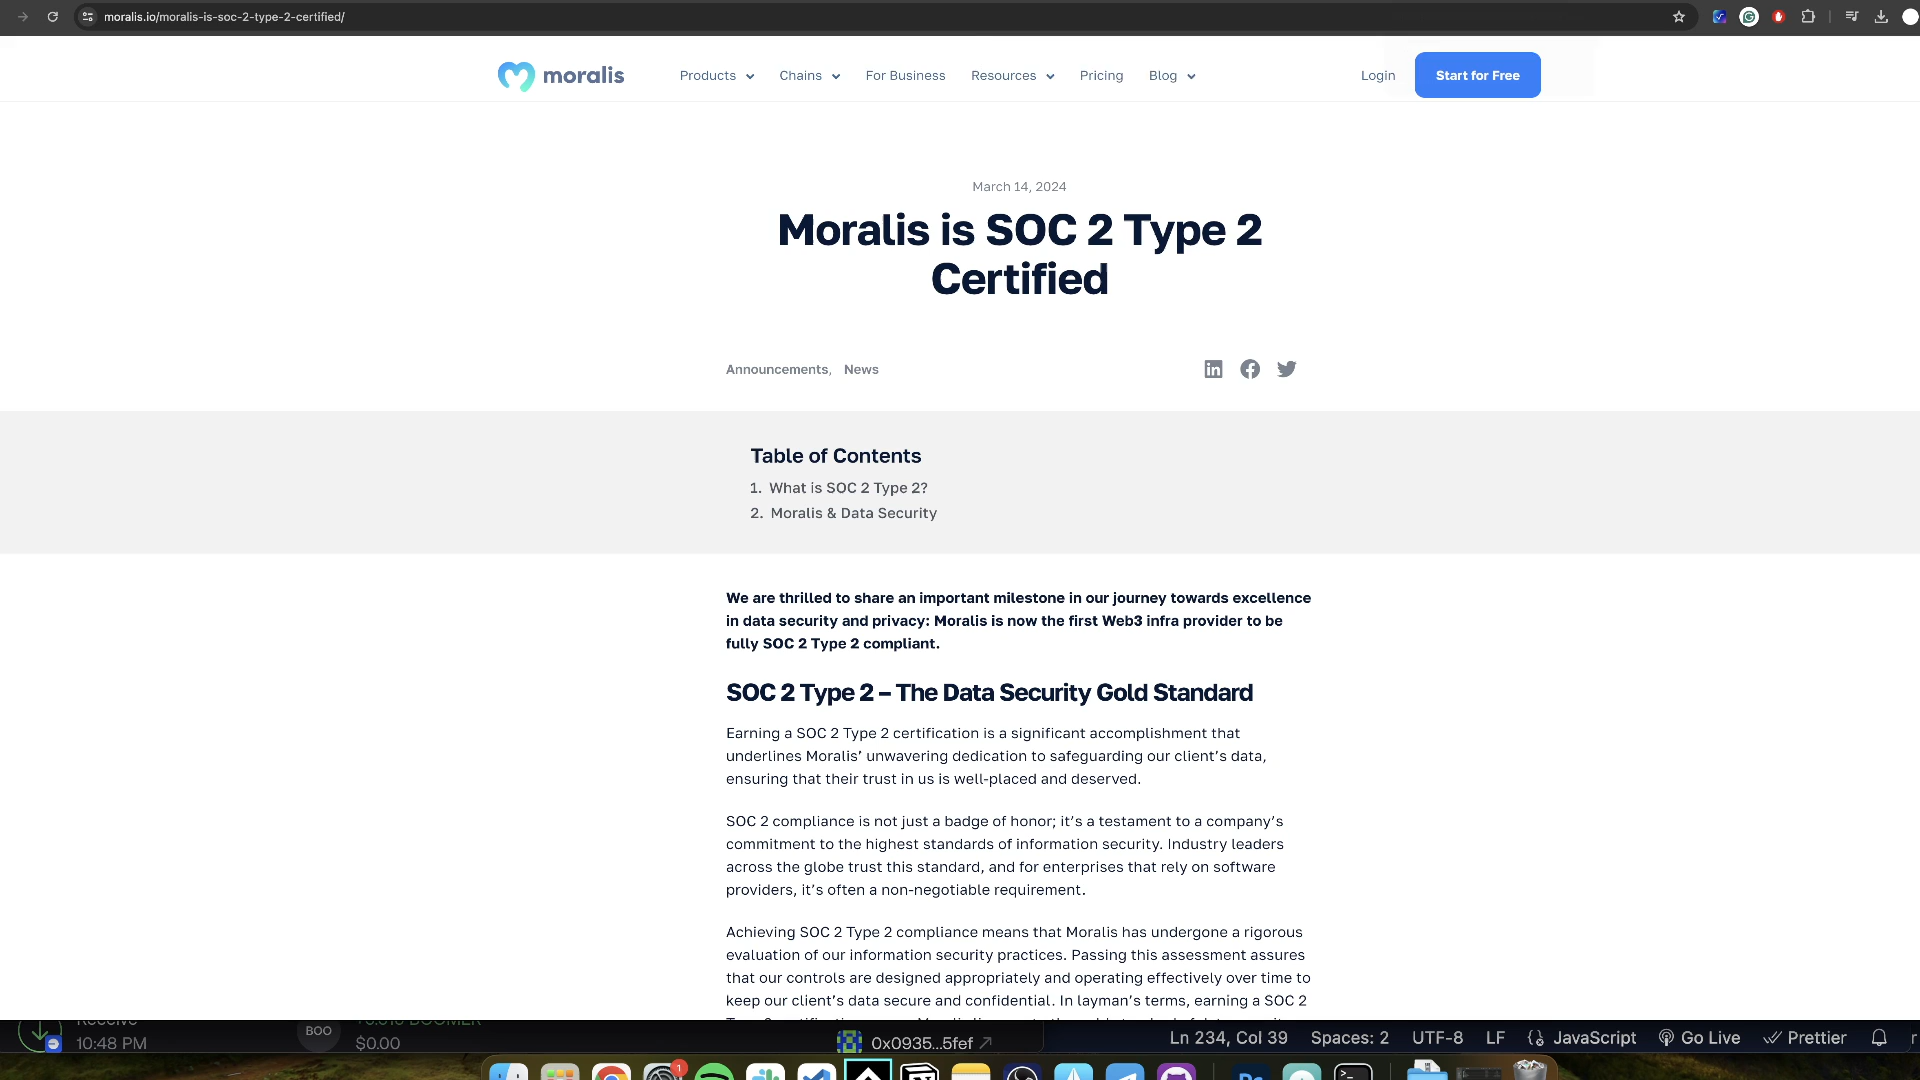 moralis.io/moralis-is-soc-2-type-2-certified/
moralis
Products
Chains
For Business
Resources
Pricing
Blog
Login
Start for Free
March 14, 2024
Moralis is SOC 2 Type 2
Certified
Announcements, News
Table of Contents
1. What is SOC 2 Type 2?
2. Moralis & Data Security
We are thrilled to share an important milestone in our journey towards excellence
in data security and privacy: Moralis is now the first Web3 infra provider to be
fully SOC 2 Type 2 compliant.
SOC 2 Type 2 – The Data Security Gold Standard
Earning a SOC 2 Type 2 certification is a significant accomplishment that
underlines Moralis’ unwavering dedication to safeguarding our client’s data,
ensuring that their trust in us is well-placed and deserved.
SOC 2 compliance is not just a badge of honor; it’s a testament to a company’s
commitment to the highest standards of information security. Industry leaders
across the globe trust this standard, and for enterprises that rely on software
providers, it’s often a non-negotiable requirement.
Achieving SOC 2 Type 2 compliance means that Moralis has undergone a rigorous
evaluation of our information security practices. Passing this assessment assures
that our controls are designed appropriately and operating effectively over time to
keep our client’s data secure and confidential. In layman’s terms, earning a SOC 2
Receive
10:48 PM
BOO
$0.00
0x0935...5fef
Ln 234, Col 39
Spaces: 2
UTF-8
LF
JavaScript
Go Live
Prettier
1